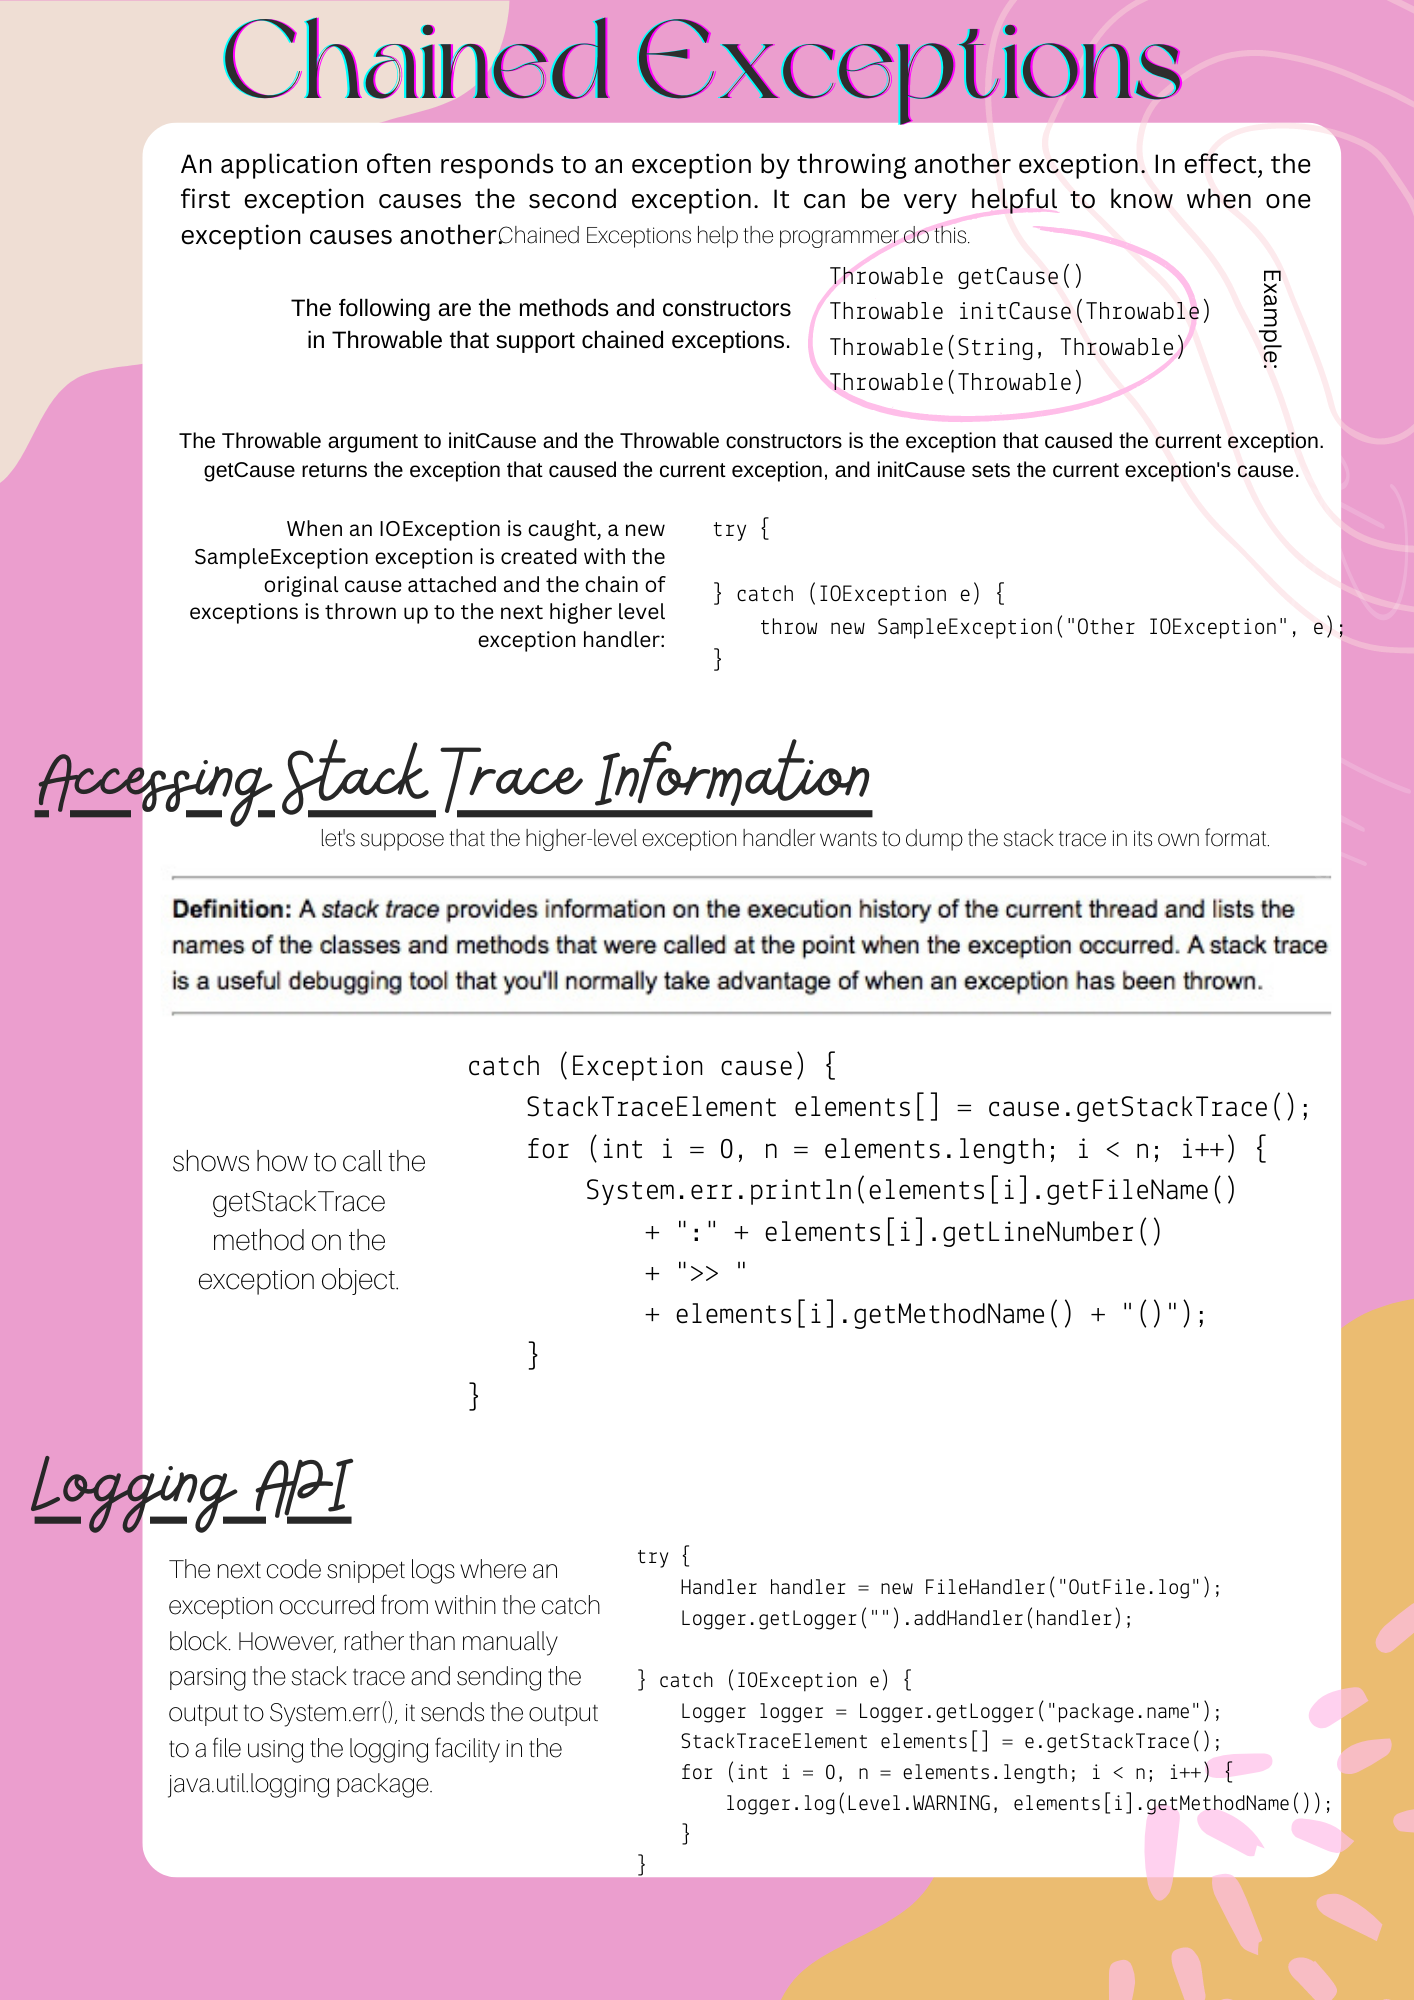 Chained Exceptions
An application often responds to an exception by throwing another exception. In effect, the
first exception causes the second exception. It can be very helpful to know when one
exception causes another. Chained Exceptions help the programmer do this.
The following are the methods and constructors
in Throwable that support chained exceptions.
Throwable getCause()
Throwable initCause(Throwable)
Throwable(String, Throwable)
Throwable(Throwable)
Example:
The Throwable argument to initCause and the Throwable constructors is the exception that caused the current exception.
getCause returns the exception that caused the current exception, and initCause sets the current exception's cause.
When an IOException is caught, a new
SampleException exception is created with the
original cause attached and the chain of
exceptions is thrown up to the next higher level
exception handler:
try {
} catch (IOException e) {
    throw new SampleException("Other IOException", e);
}
Accessing Stack Trace Information
let's suppose that the higher-level exception handler wants to dump the stack trace in its own format.
Definition: A stack trace provides information on the execution history of the current thread and lists the
names of the classes and methods that were called at the point when the exception occurred. A stack trace
is a useful debugging tool that you'll normally take advantage of when an exception has been thrown.
shows how to call the
getStackTrace
method on the
exception object.
catch (Exception cause) {
    StackTraceElement elements[] = cause.getStackTrace();
    for (int i = 0, n = elements.length; i < n; i++) {
        System.err.println(elements[i].getFileName()
            + ":" + elements[i].getLineNumber()
            + ">> "
            + elements[i].getMethodName() + "()");
    }
}
Logging API
The next code snippet logs where an
exception occurred from within the catch
block. However, rather than manually
parsing the stack trace and sending the
output to System.err(), it sends the output
to a file using the logging facility in the
java.util.logging package.
try {
    Handler handler = new FileHandler("OutFile.log");
    Logger.getLogger("").addHandler(handler);
} catch (IOException e) {
    Logger logger = Logger.getLogger("package.name");
    StackTraceElement elements[] = e.getStackTrace();
    for (int i = 0, n = elements.length; i < n; i++) {
        logger.log(Level.WARNING, elements[i].getMethodName());
    }
}